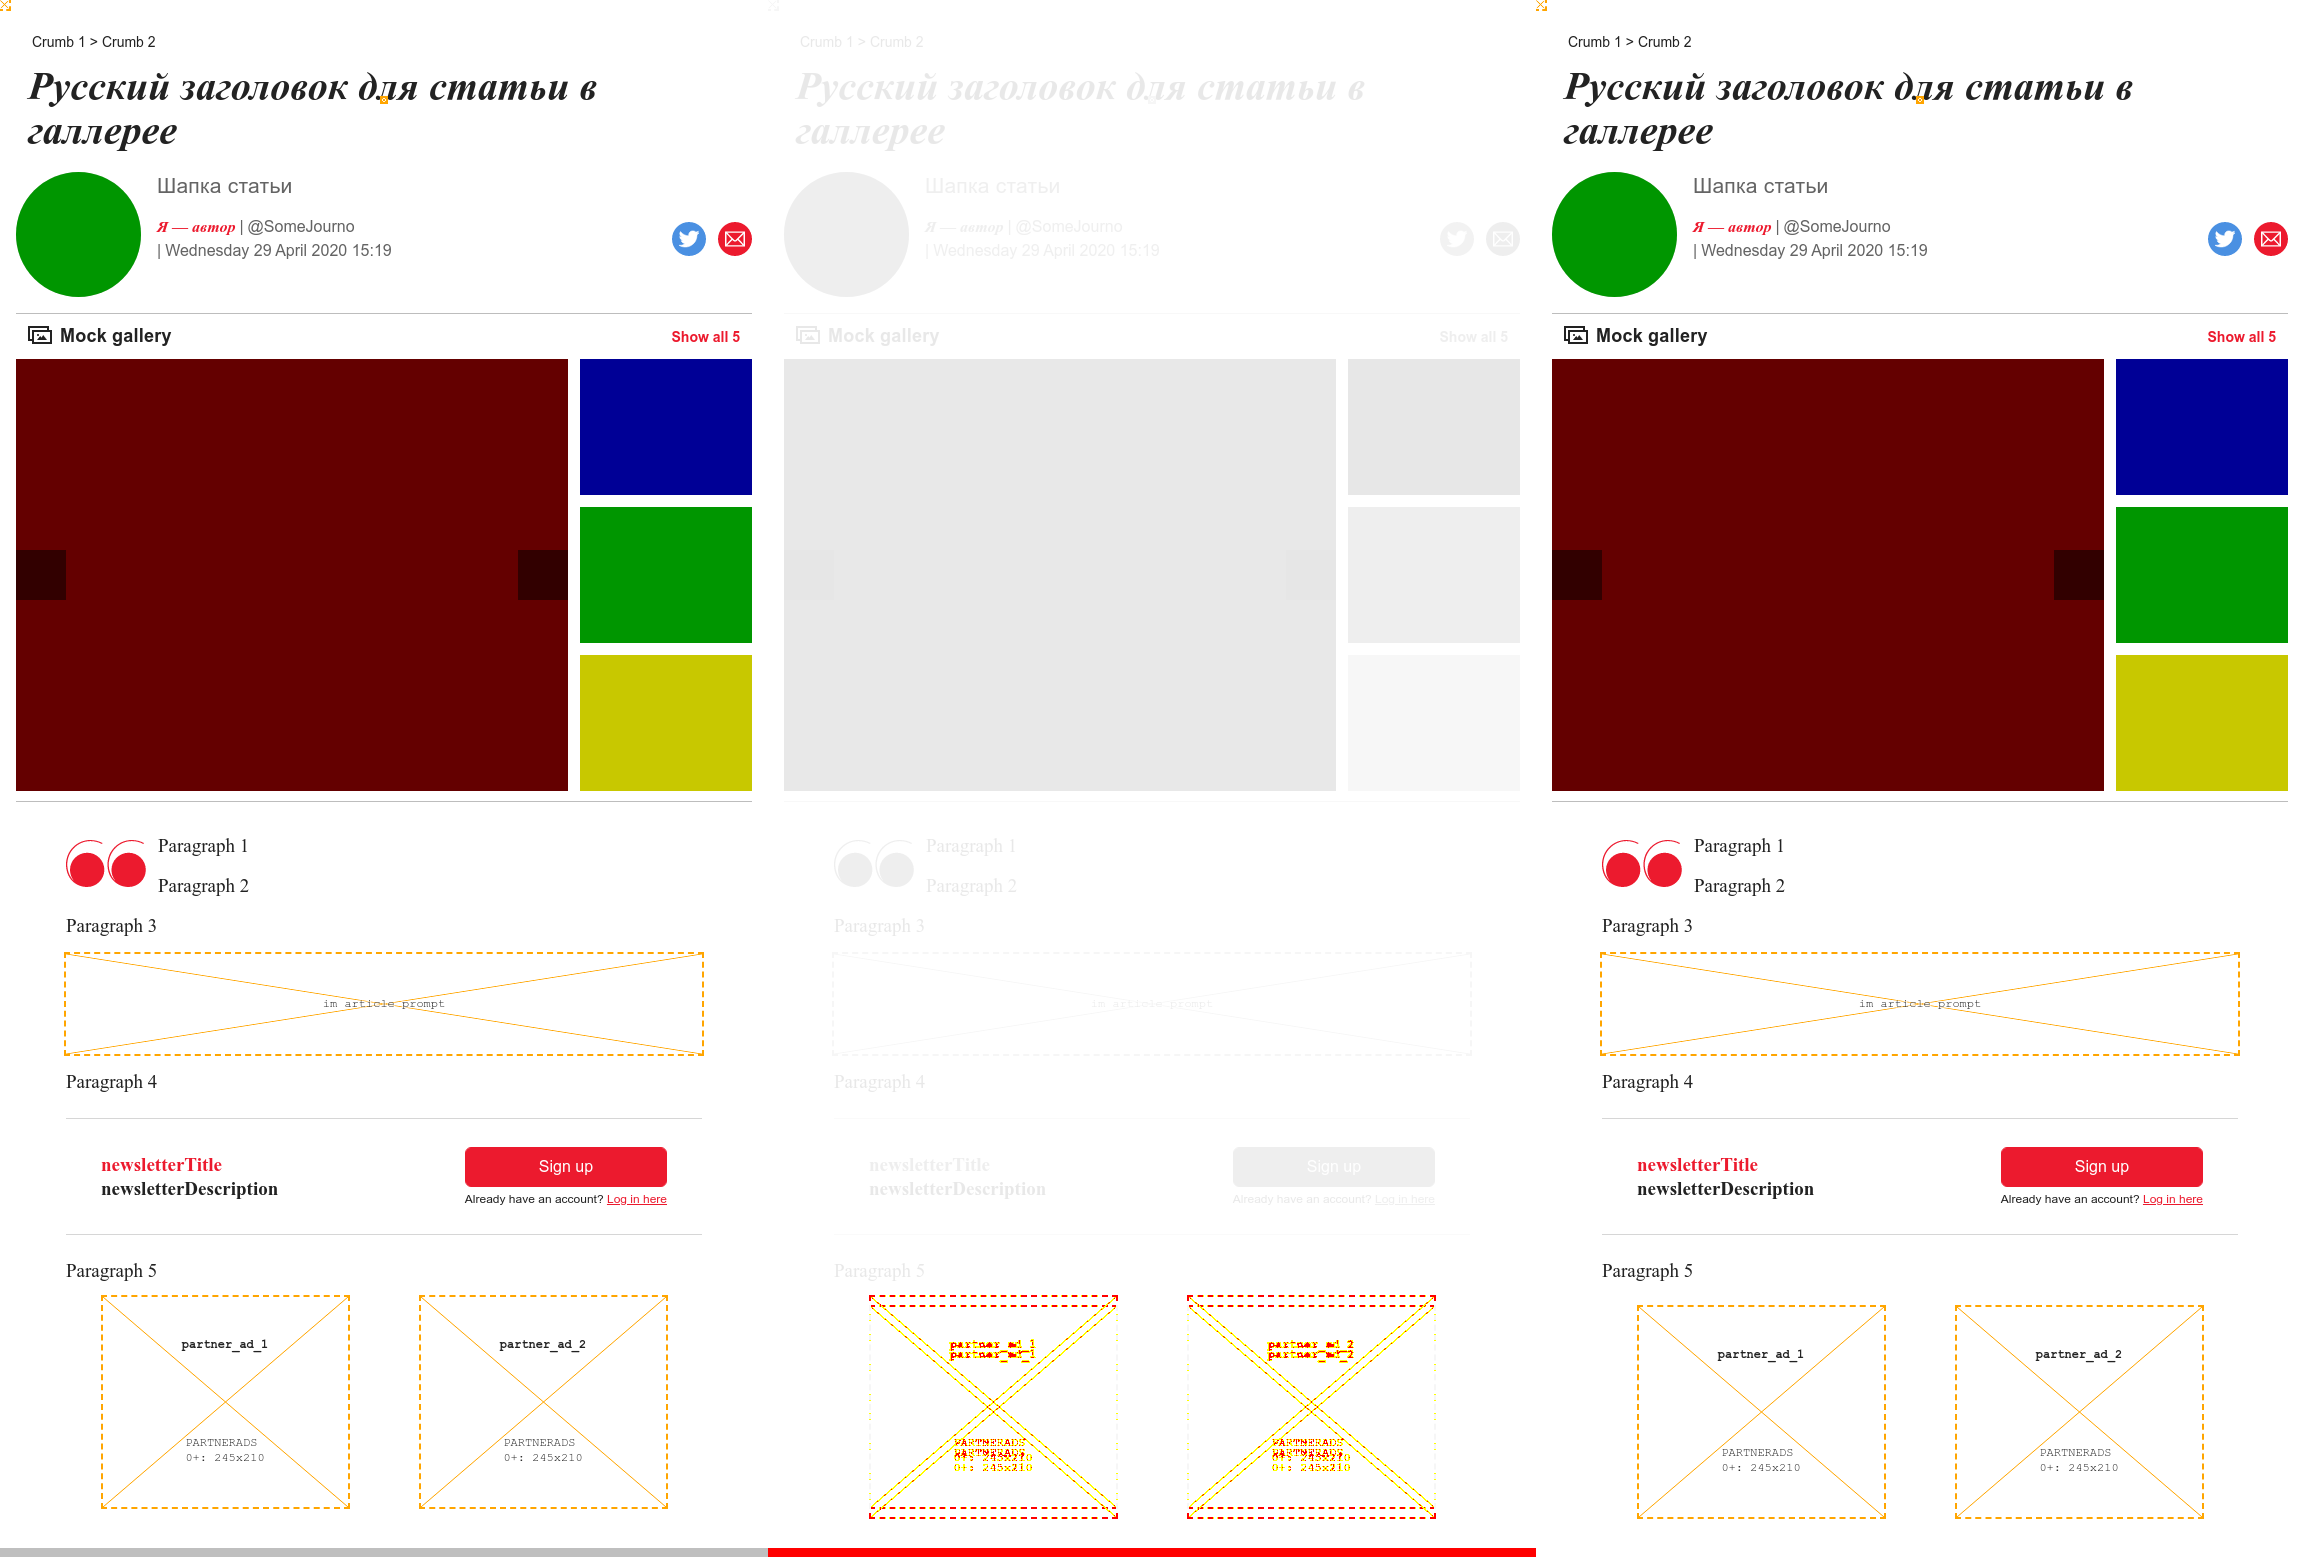 Crumb 1 > Crumb 2
Русский заголовок для статьи в
галлерее
Шапка статьи
Я — автор | @SomeJourno
| Wednesday 29 April 2020 15:19
Mock gallery
Show all 5
Paragraph 1
Paragraph 2
Paragraph 3
im article prompt
Paragraph 4
newsletterTitle
newsletterDescription
Sign up
Already have an account? Log in here
Paragraph 5
partner_ad_1
PARTNERADS
0+: 245x210
partner_ad_2
PARTNERADS
0+: 245x210
Crumb 1 > Crumb 2
Русский заголовок для статьи в
галлерее
Шапка статьи
Я — автор | @SomeJourno
| Wednesday 29 April 2020 15:19
Mock gallery
Show all 5
Paragraph 1
Paragraph 2
Paragraph 3
im article prompt
Paragraph 4
newsletterTitle
newsletterDescription
Sign up
Already have an account? Log in here
Paragraph 5
partner_ad_1
partner_ad_1
PARTNERADS
PARTNERADS
0+: 245x210
0+: 245x210
partner_ad_2
partner_ad_2
PARTNERADS
PARTNERADS
0+: 245x210
0+: 245x210
Crumb 1 > Crumb 2
Русский заголовок для статьи в
галлерее
Шапка статьи
Я — автор | @SomeJourno
| Wednesday 29 April 2020 15:19
Mock gallery
Show all 5
Paragraph 1
Paragraph 2
Paragraph 3
im article prompt
Paragraph 4
newsletterTitle
newsletterDescription
Sign up
Already have an account? Log in here
Paragraph 5
partner_ad_1
PARTNERADS
0+: 245x210
partner_ad_2
PARTNERADS
0+: 245x210